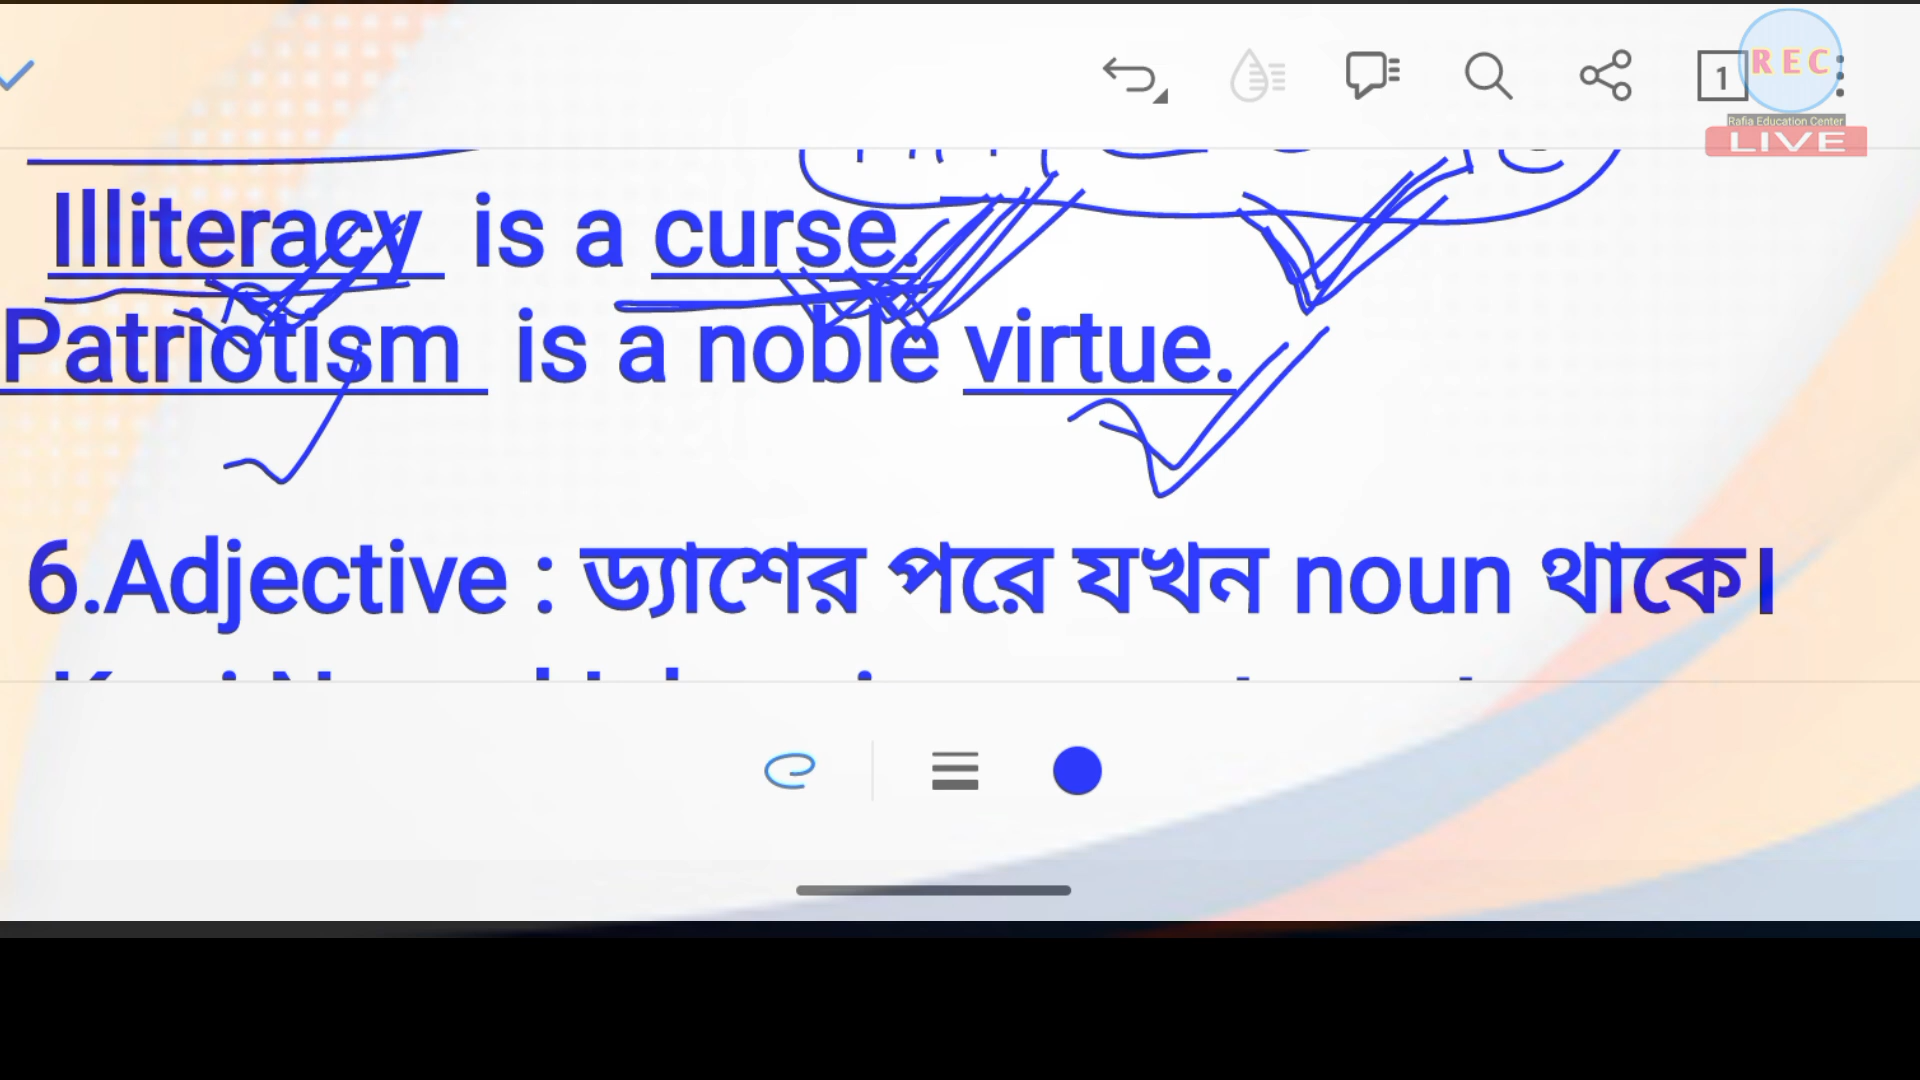 1
REC
Rafia Education Center
LIVE
Illiteracy is a curse.
Patriotism is a noble virtue.
6.Adjective : ড্যাশের পরে যখন noun থাকে।